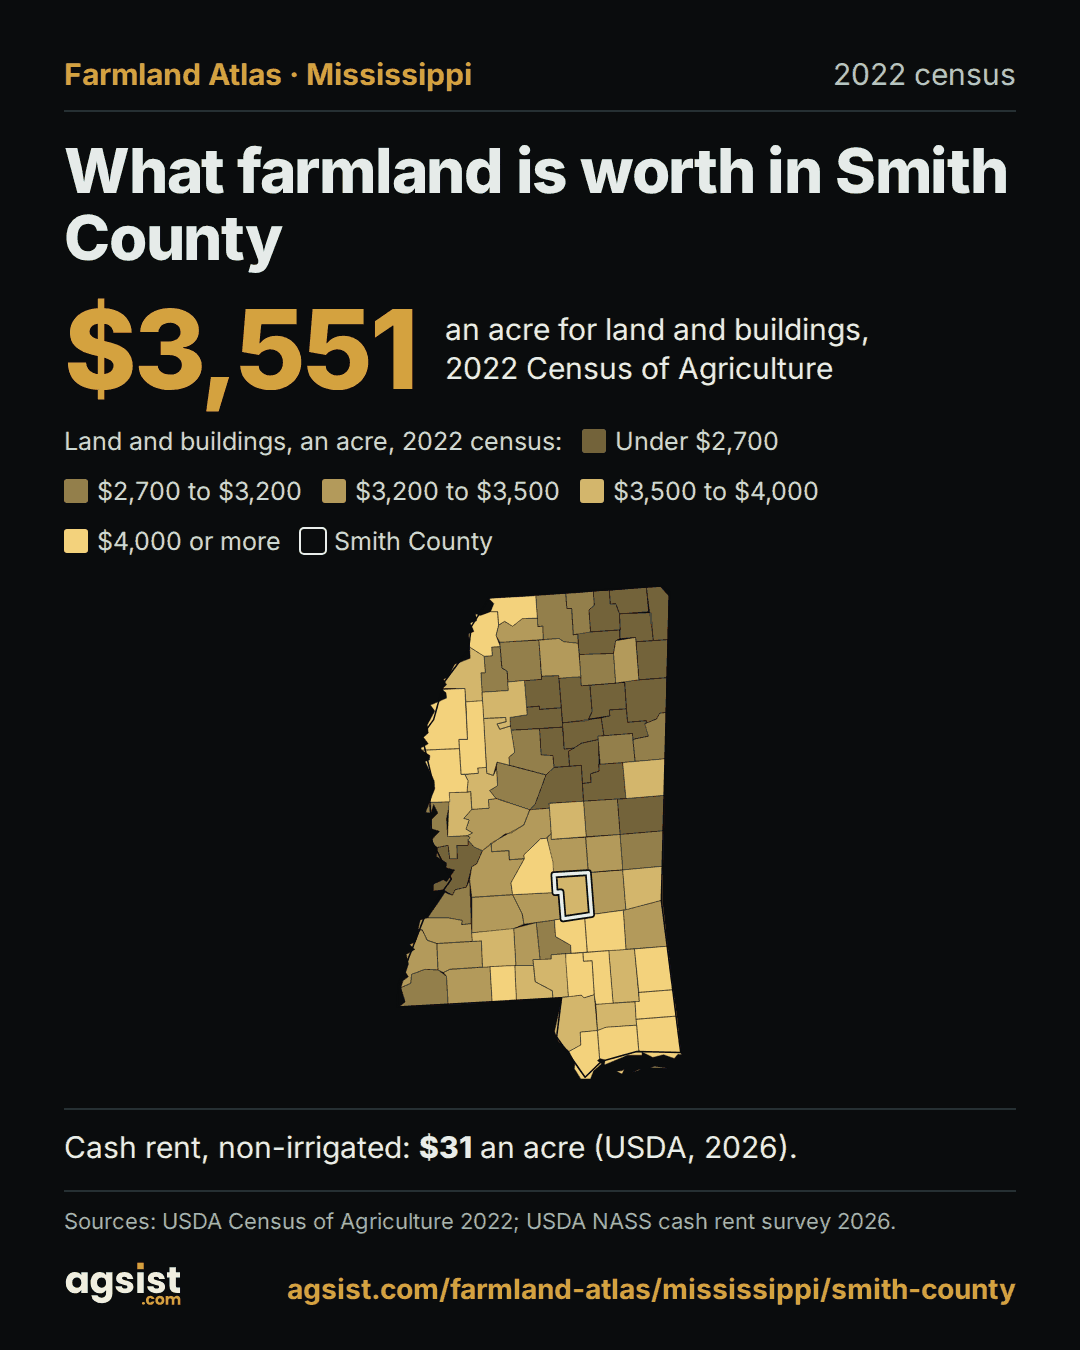 Farmland Atlas · Mississippi
2022 census
What farmland is worth in Smith
County
$3,551
an acre for land and buildings,
2022 Census of Agriculture
Land and buildings, an acre, 2022 census: Under $2,700
$2,700 to $3,200 $3,200 to $3,500 $3,500 to $4,000
$4,000 or more Smith County
Cash rent, non-irrigated: $31 an acre (USDA, 2026).
Sources: USDA Census of Agriculture 2022; USDA NASS cash rent survey 2026.
agsist
.com
agsist.com/farmland-atlas/mississippi/smith-county